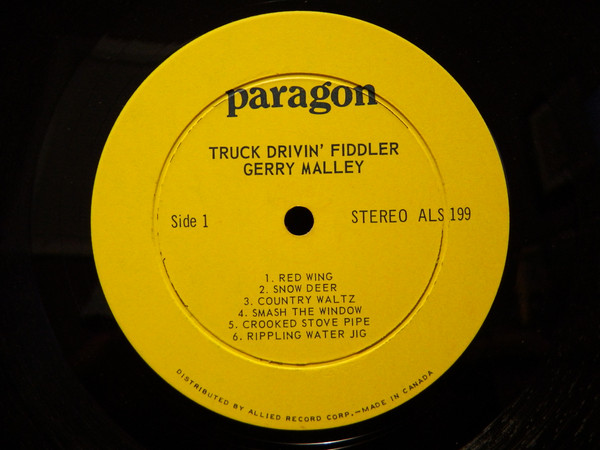 paragon
TRUCK DRIVIN' FIDDLER
GERRY MALLEY
Side 1
STEREO ALS 199
1. RED WING
2. SNOW DEER
3. COUNTRY WALTZ
4. SMASH THE WINDOW
5. CROOKED STOVE PIPE
6. RIPPLING WATER JIG
DISTRIBUTED BY ALLIED RECORD CORP.—MADE IN CANADA